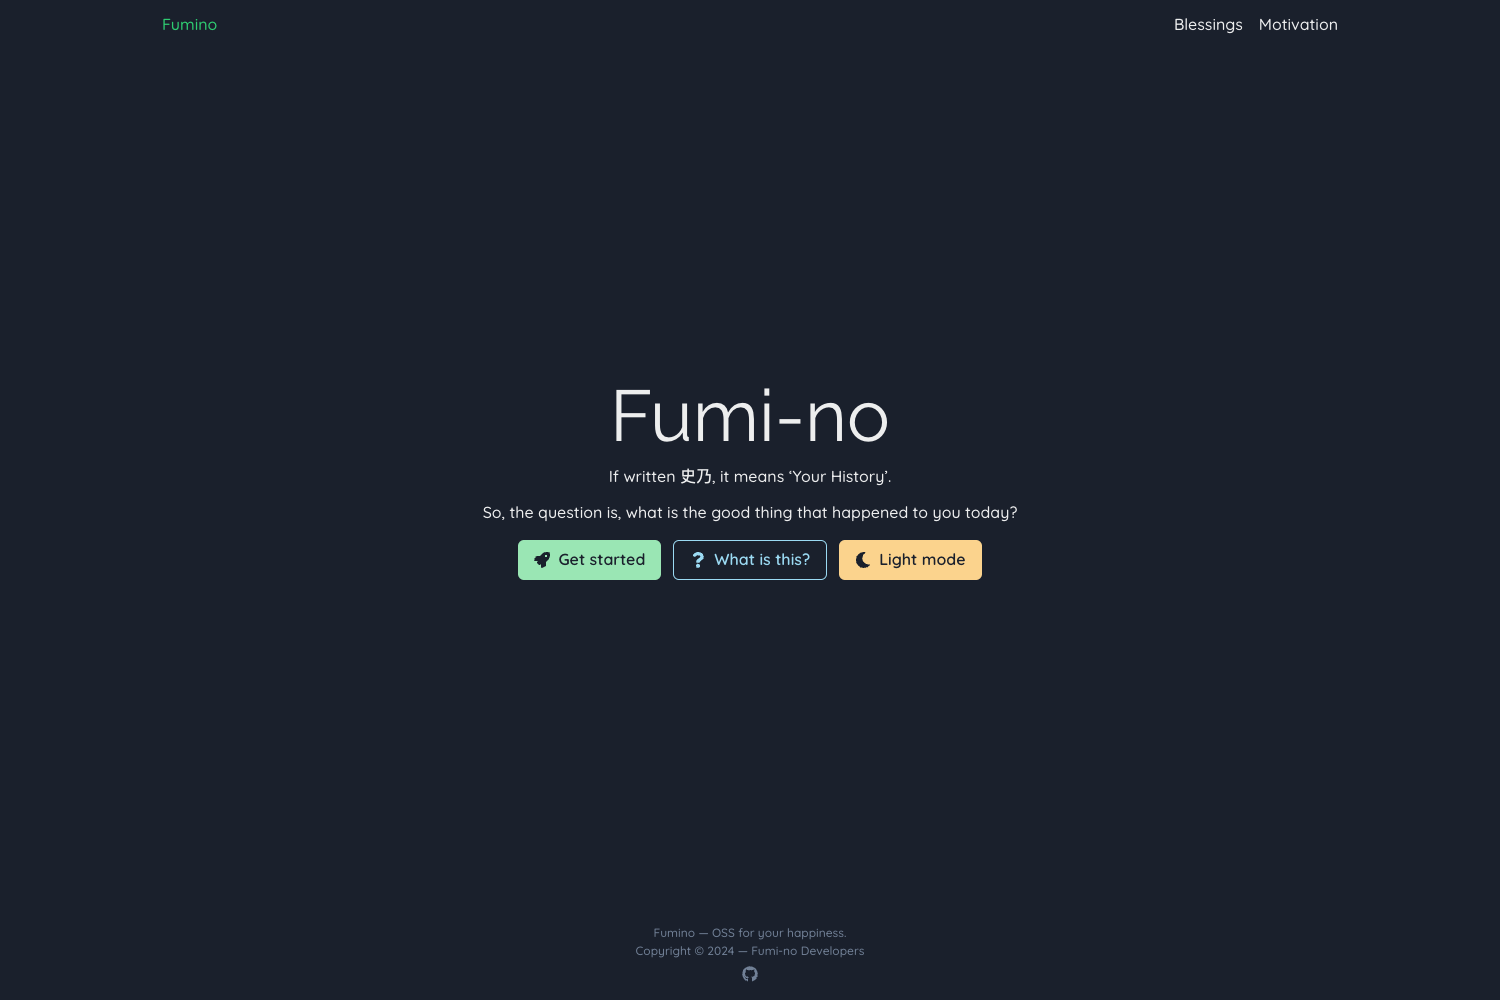 Fumino
Blessings Motivation
Fumi-no
If written 史乃, it means ‘Your History’.
So, the question is, what is the good thing that happened to you today?
Get started What is this? Light mode
Fumino — OSS for your happiness.
Copyright © 2024 — Fumi-no Developers